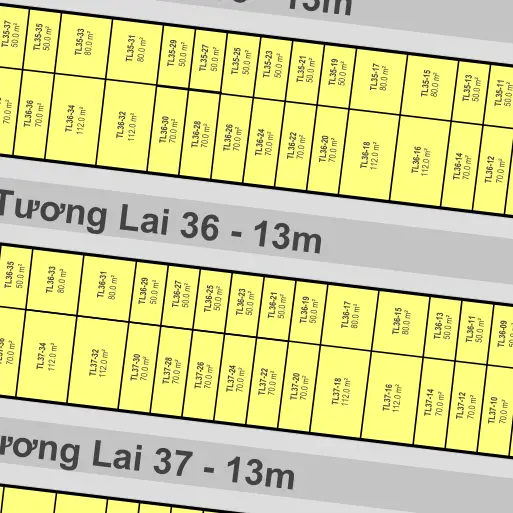 - 13m
TL35-37
50.0 m²
TL35-35
50.0 m²
TL35-33
80.0 m²
TL35-31
80.0 m²
TL35-29
50.0 m²
TL35-27
50.0 m²
TL35-25
50.0 m²
TL35-23
50.0 m²
TL35-21
50.0 m²
TL35-19
50.0 m²
TL35-17
80.0 m²
TL35-15
80.0 m²
TL35-13
50.0 m²
TL35-11
50.0 m²
70.0 m²
TL36-36
70.0 m²
TL36-34
112.0 m²
TL36-32
112.0 m²
TL36-30
70.0 m²
TL36-28
70.0 m²
TL36-26
70.0 m²
TL36-24
70.0 m²
TL36-22
70.0 m²
TL36-20
70.0 m²
TL36-18
112.0 m²
TL36-16
112.0 m²
TL36-14
70.0 m²
TL36-12
70.0 m²
Tương Lai 36 - 13m
TL36-35
50.0 m²
TL36-33
80.0 m²
TL36-31
80.0 m²
TL36-29
50.0 m²
TL36-27
50.0 m²
TL36-25
50.0 m²
TL36-23
50.0 m²
TL36-21
50.0 m²
TL36-19
50.0 m²
TL36-17
80.0 m²
TL36-15
80.0 m²
TL36-13
50.0 m²
TL36-11
50.0 m²
TL36-09
70.0 m²
TL37-34
112.0 m²
TL37-32
112.0 m²
TL37-30
70.0 m²
TL37-28
70.0 m²
TL37-26
70.0 m²
TL37-24
70.0 m²
TL37-22
70.0 m²
TL37-20
70.0 m²
TL37-18
112.0 m²
TL37-16
112.0 m²
TL37-14
70.0 m²
TL37-12
70.0 m²
TL37-10
70.0 m²
ương Lai 37 - 13m